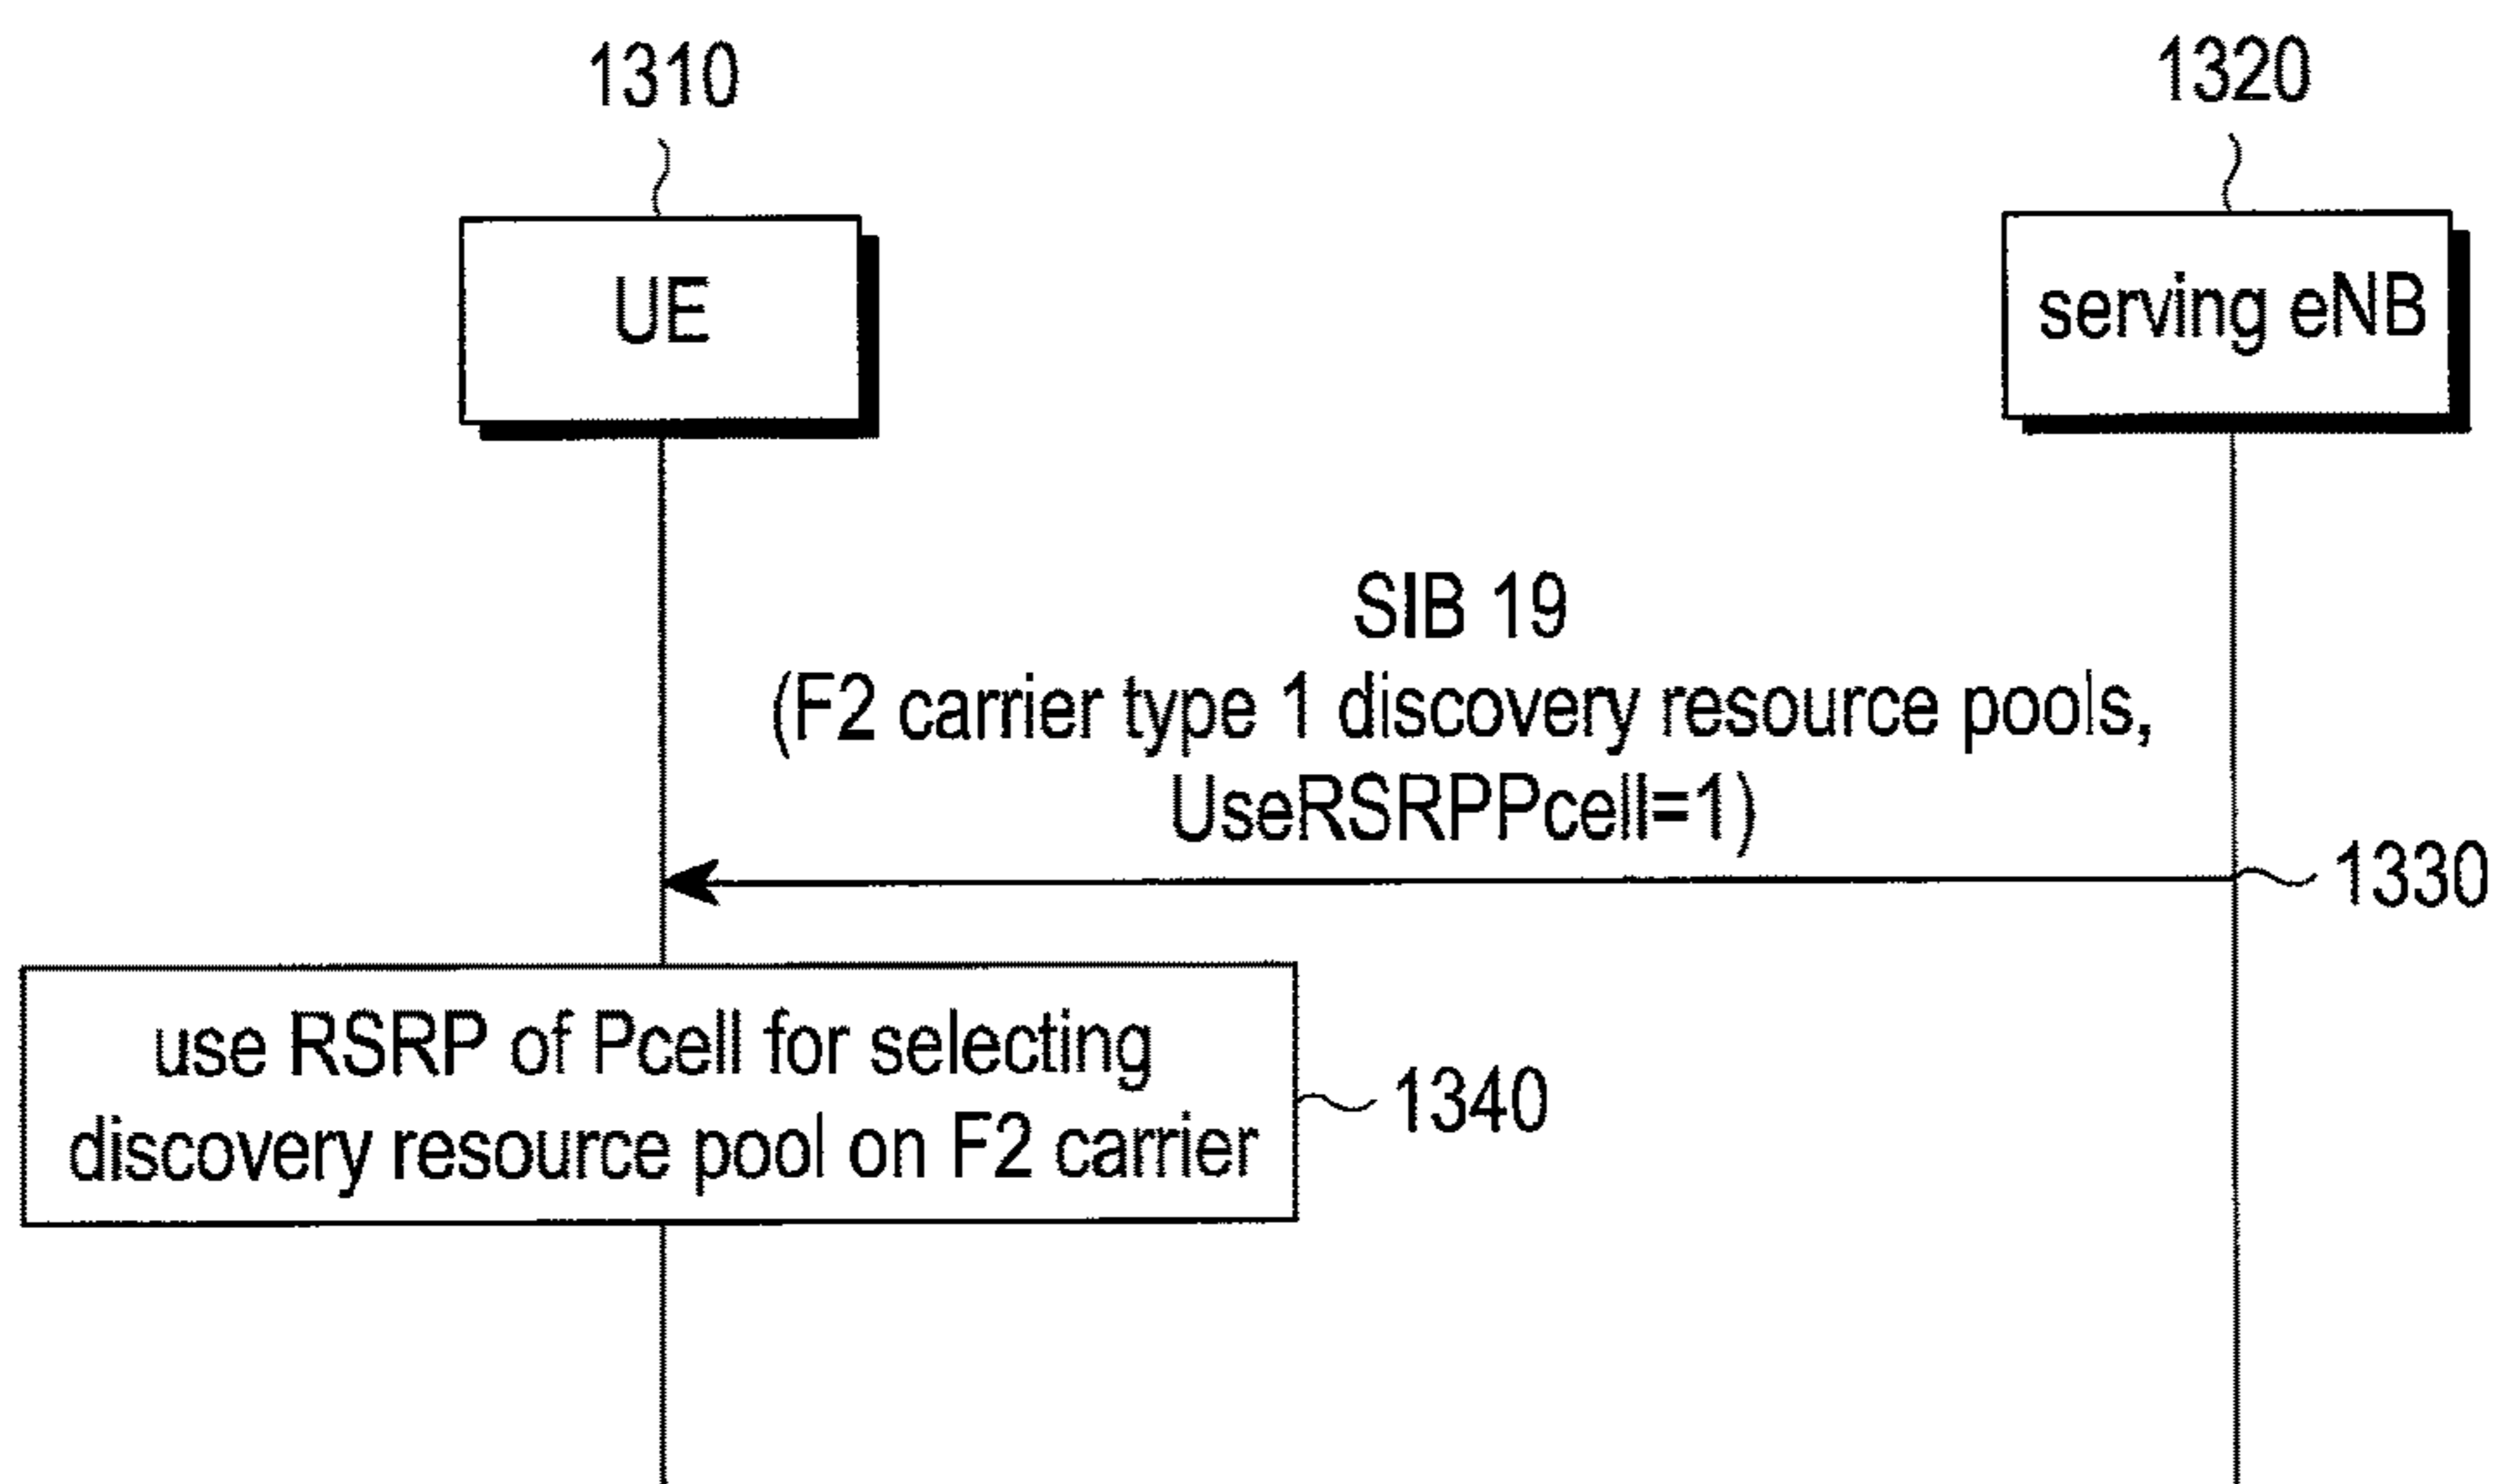 1310
1320
UE
serving eNB
SIB 19
(F2 carrier type 1 discovery resource pools,
UseRSRPPcell=1)
1330
use RSRP of Pcell for selecting
discovery resource pool on F2 carrier
1340